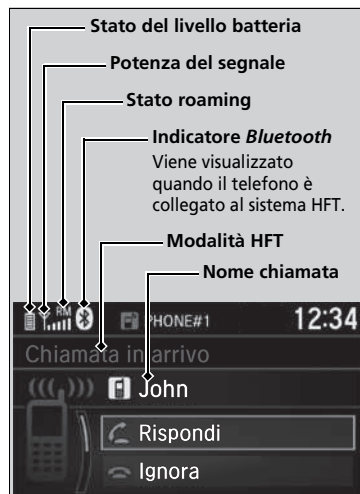 Stato del livello batteria
Potenza del segnale
Stato roaming
Indicatore Bluetooth
Viene visualizzato
quando il telefono è
collegato al sistema HFT.
Modalità HFT
Nome chiamata
RM PHONE#1 12:34
Chiamata in arrivo
John
Rispondi
Ignora